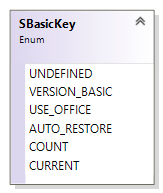 SBasicKey
Enum
UNDEFINED
VERSION_BASIC
USE_OFFICE
AUTO_RESTORE
COUNT
CURRENT